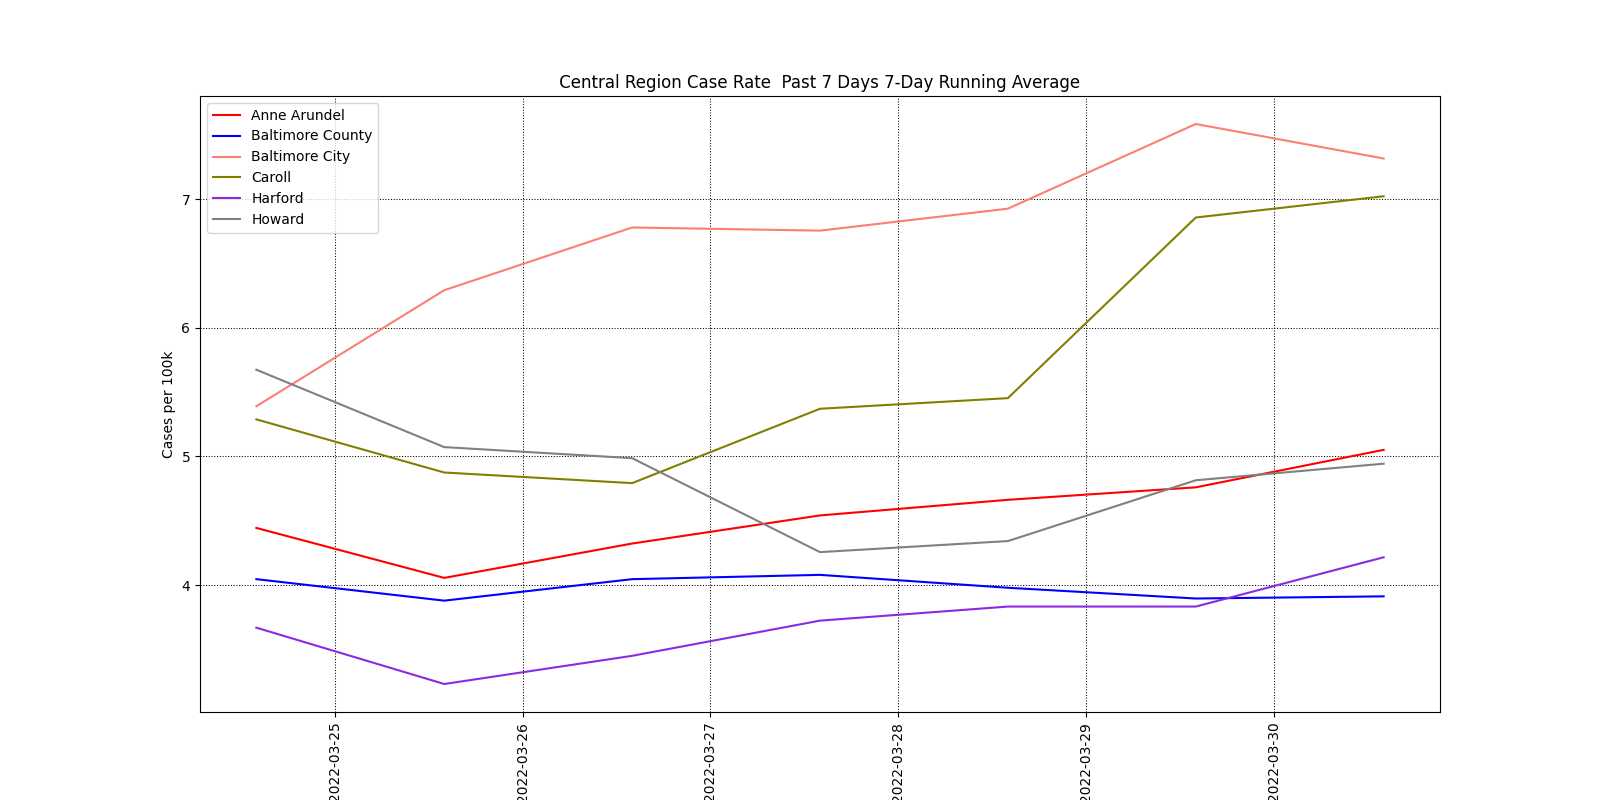 Central Region Case Rate  Past 7 Days 7-Day Running Average
Anne Arundel
Baltimore County
Baltimore City
Caroll
Harford
Howard
Cases per 100k
7
6
5
4
2022-03-25
2022-03-26
2022-03-27
2022-03-28
2022-03-29
2022-03-30